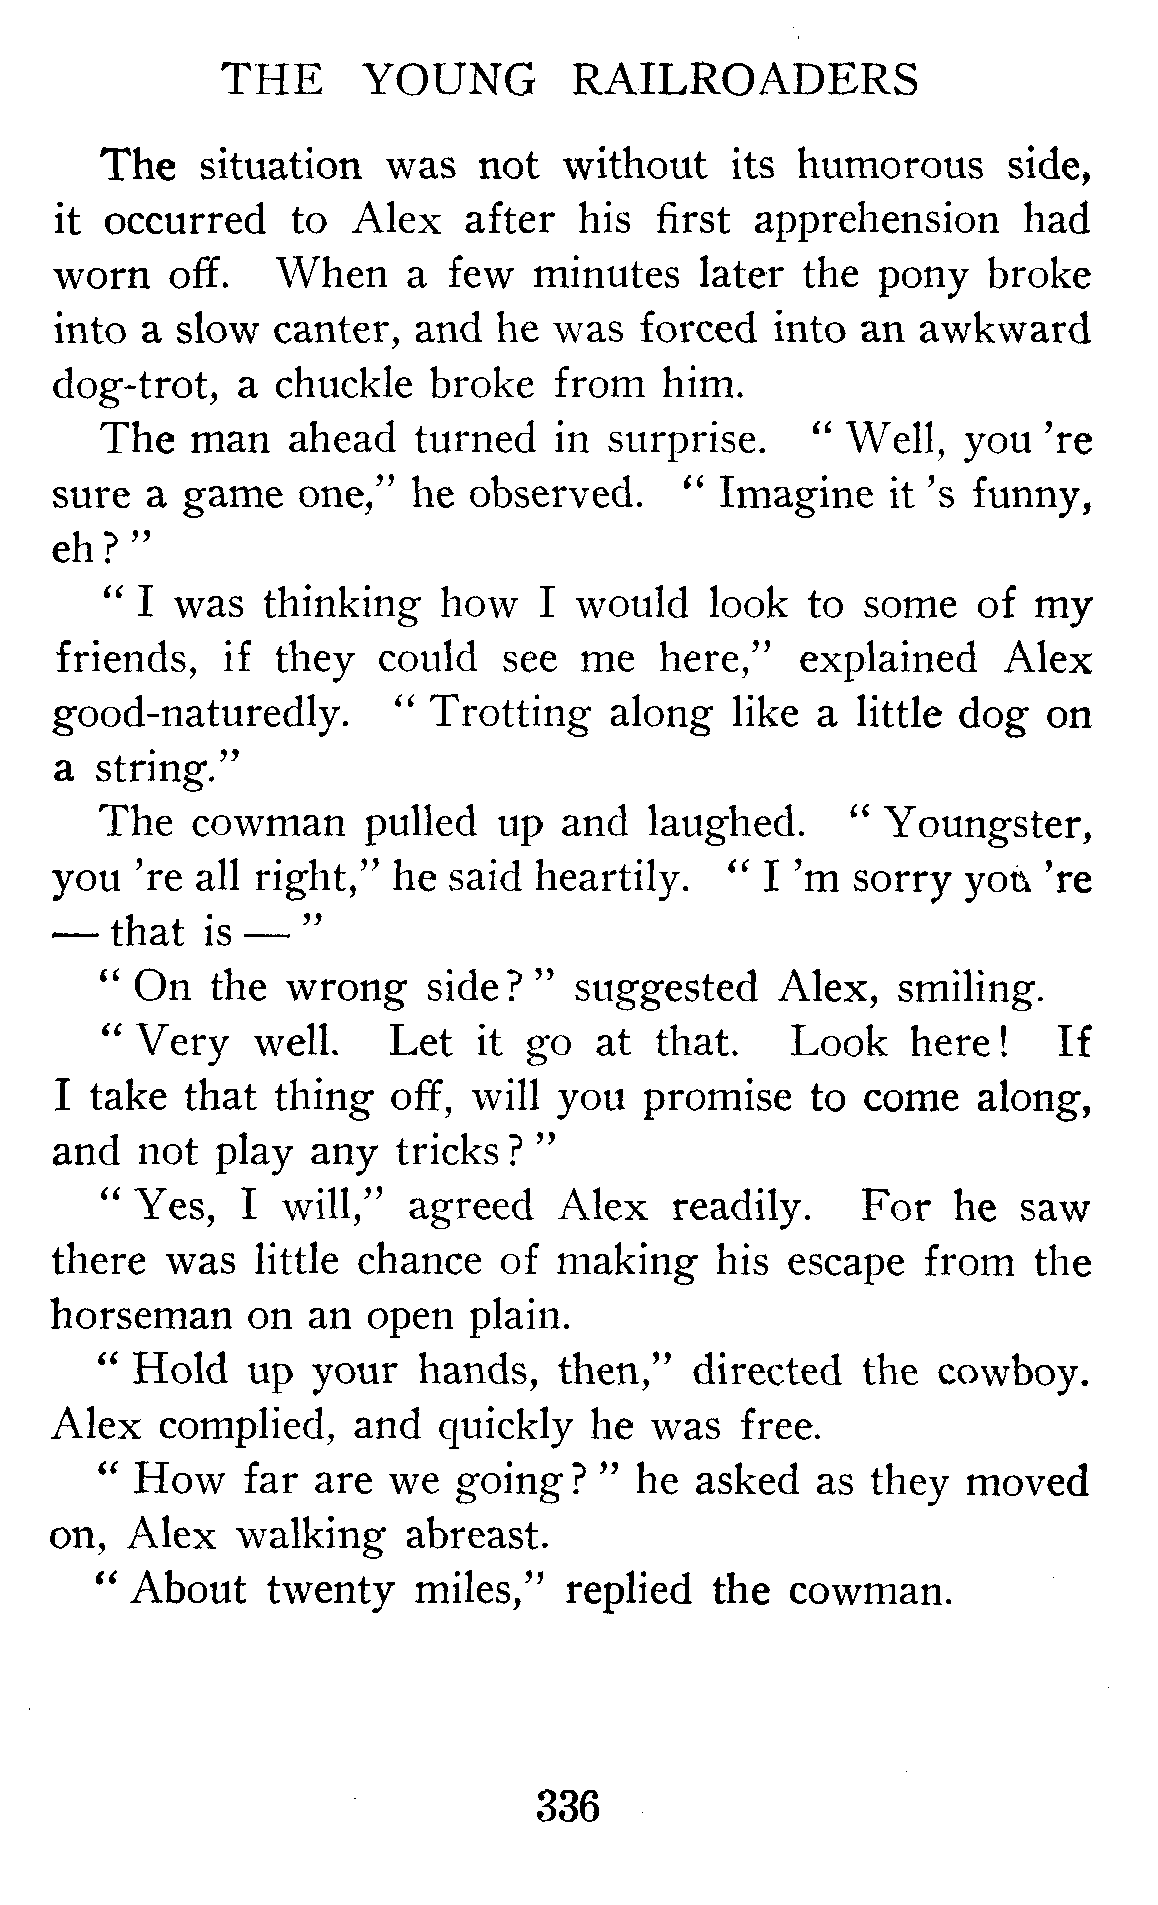 THE YOUNG RAILROADERS
The situation was not without its humorous side,
it occurred to Alex after his first apprehension had
worn off. When a few minutes later the pony broke
into a slow canter, and he was forced into an awkward
dog-trot, a chuckle broke from him.
The man ahead turned in surprise. " Well, you 're
sure a game one," he observed. " Imagine it 's funny,
eh? "
" I was thinking how I would look to some of my
friends, if they could see me here," explained Alex
good-naturedly. " Trotting along like a little dog on
a string."
The cowman pulled up and laughed. " Youngster,
you 're all right," he said heartily. " I 'm sorry you 're
— that is — "
" On the wrong side? " suggested Alex, smiling.
" Very well. Let it go at that. Look here! If
I take that thing off, will you promise to come along,
and not play any tricks? "
" Yes, I will," agreed Alex readily. For he saw
there was little chance of making his escape from the
horseman on an open plain.
" Hold up your hands, then," directed the cowboy.
Alex complied, and quickly he was free.
" How far are we going? " he asked as they moved
on, Alex walking abreast.
" About twenty miles," replied the cowman.
336